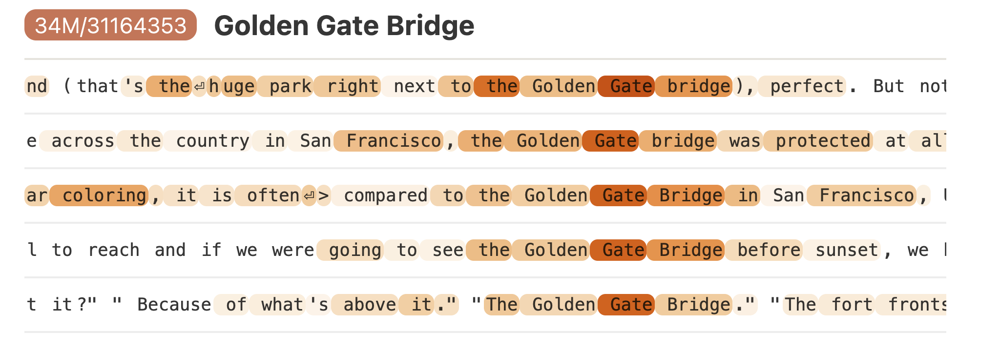 34M/31164353 Golden Gate Bridge
nd (that's the⏎huge park right next to the Golden Gate bridge), perfect. But not
e across the country in San Francisco, the Golden Gate bridge was protected at all
ar coloring, it is often⏎> compared to the Golden Gate Bridge in San Francisco, U
l to reach and if we were going to see the Golden Gate Bridge before sunset, we
t it?" " Because of what's above it." "The Golden Gate Bridge." "The fort fronts